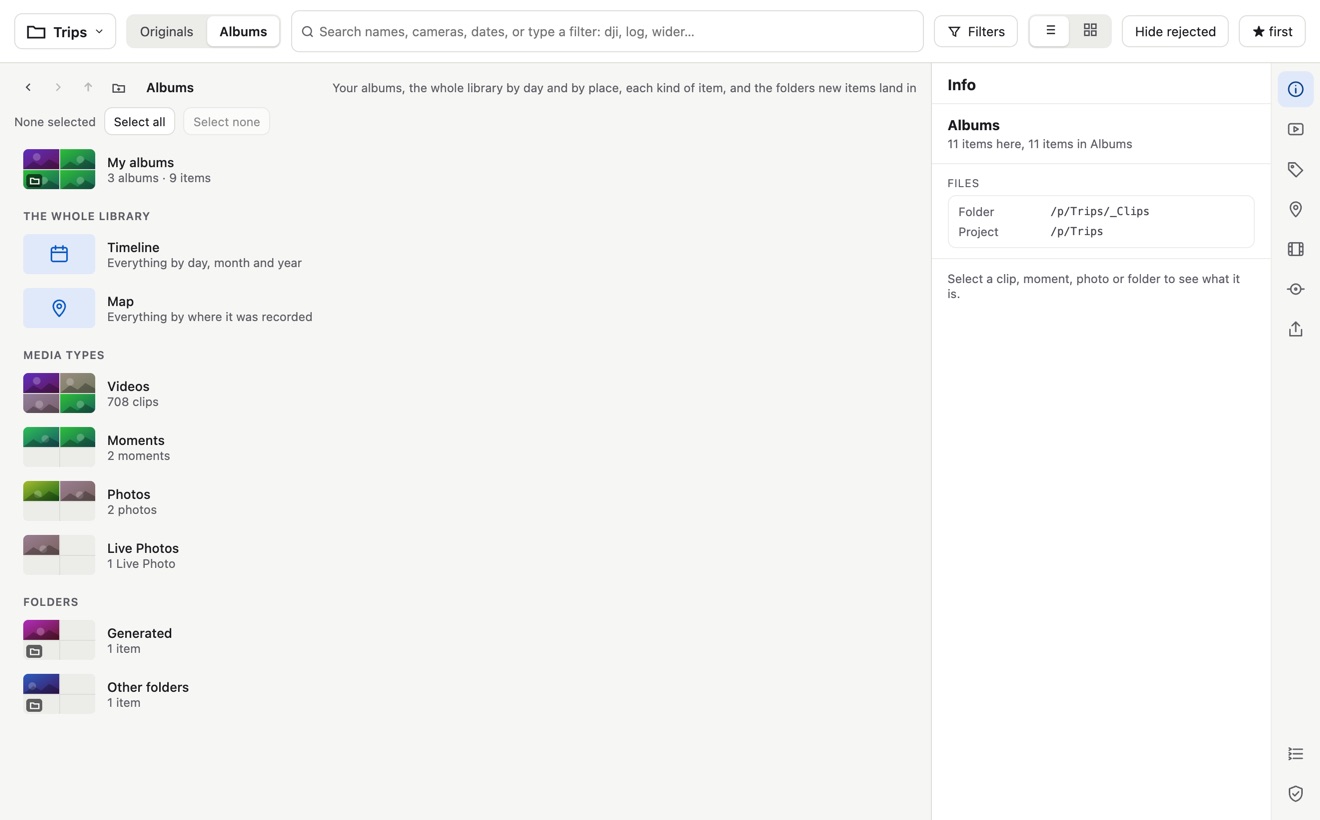 Trips
Originals
Albums
Search names, cameras, dates, or type a filter: dji, log, wider...
Filters
Hide rejected
★ first
Albums
Your albums, the whole library by day and by place, each kind of item, and the folders new items land in
None selected
Select all
Select none
My albums
3 albums · 9 items
THE WHOLE LIBRARY
Timeline
Everything by day, month and year
Map
Everything by where it was recorded
MEDIA TYPES
Videos
708 clips
Moments
2 moments
Photos
2 photos
Live Photos
1 Live Photo
FOLDERS
Generated
1 item
Other folders
1 item
Info
Albums
11 items here, 11 items in Albums
FILES
Folder /p/Trips/_Clips
Project /p/Trips
Select a clip, moment, photo or folder to see what it
is.